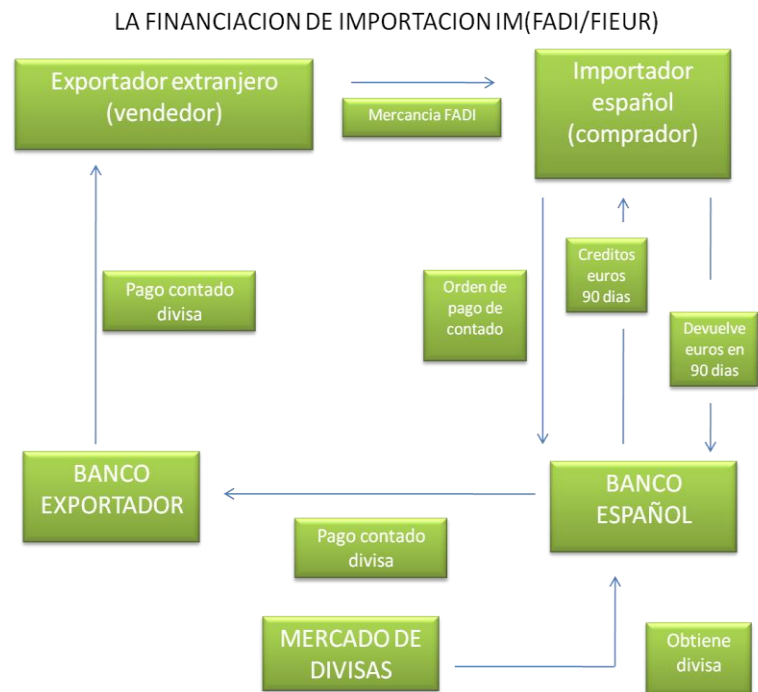 LA FINANCIACION DE IMPORTACION IM(FADI/FIEUR)
Exportador extranjero
(vendedor)
Mercancia FADI
Importador
español
(comprador)
Pago contado
divisa
Orden de
pago de
contado
Creditos
euros
90 dias
Devuelve
euros en
90 dias
BANCO
EXPORTADOR
BANCO
ESPAÑOL
Pago contado
divisa
MERCADO DE
DIVISAS
Obtiene
divisa